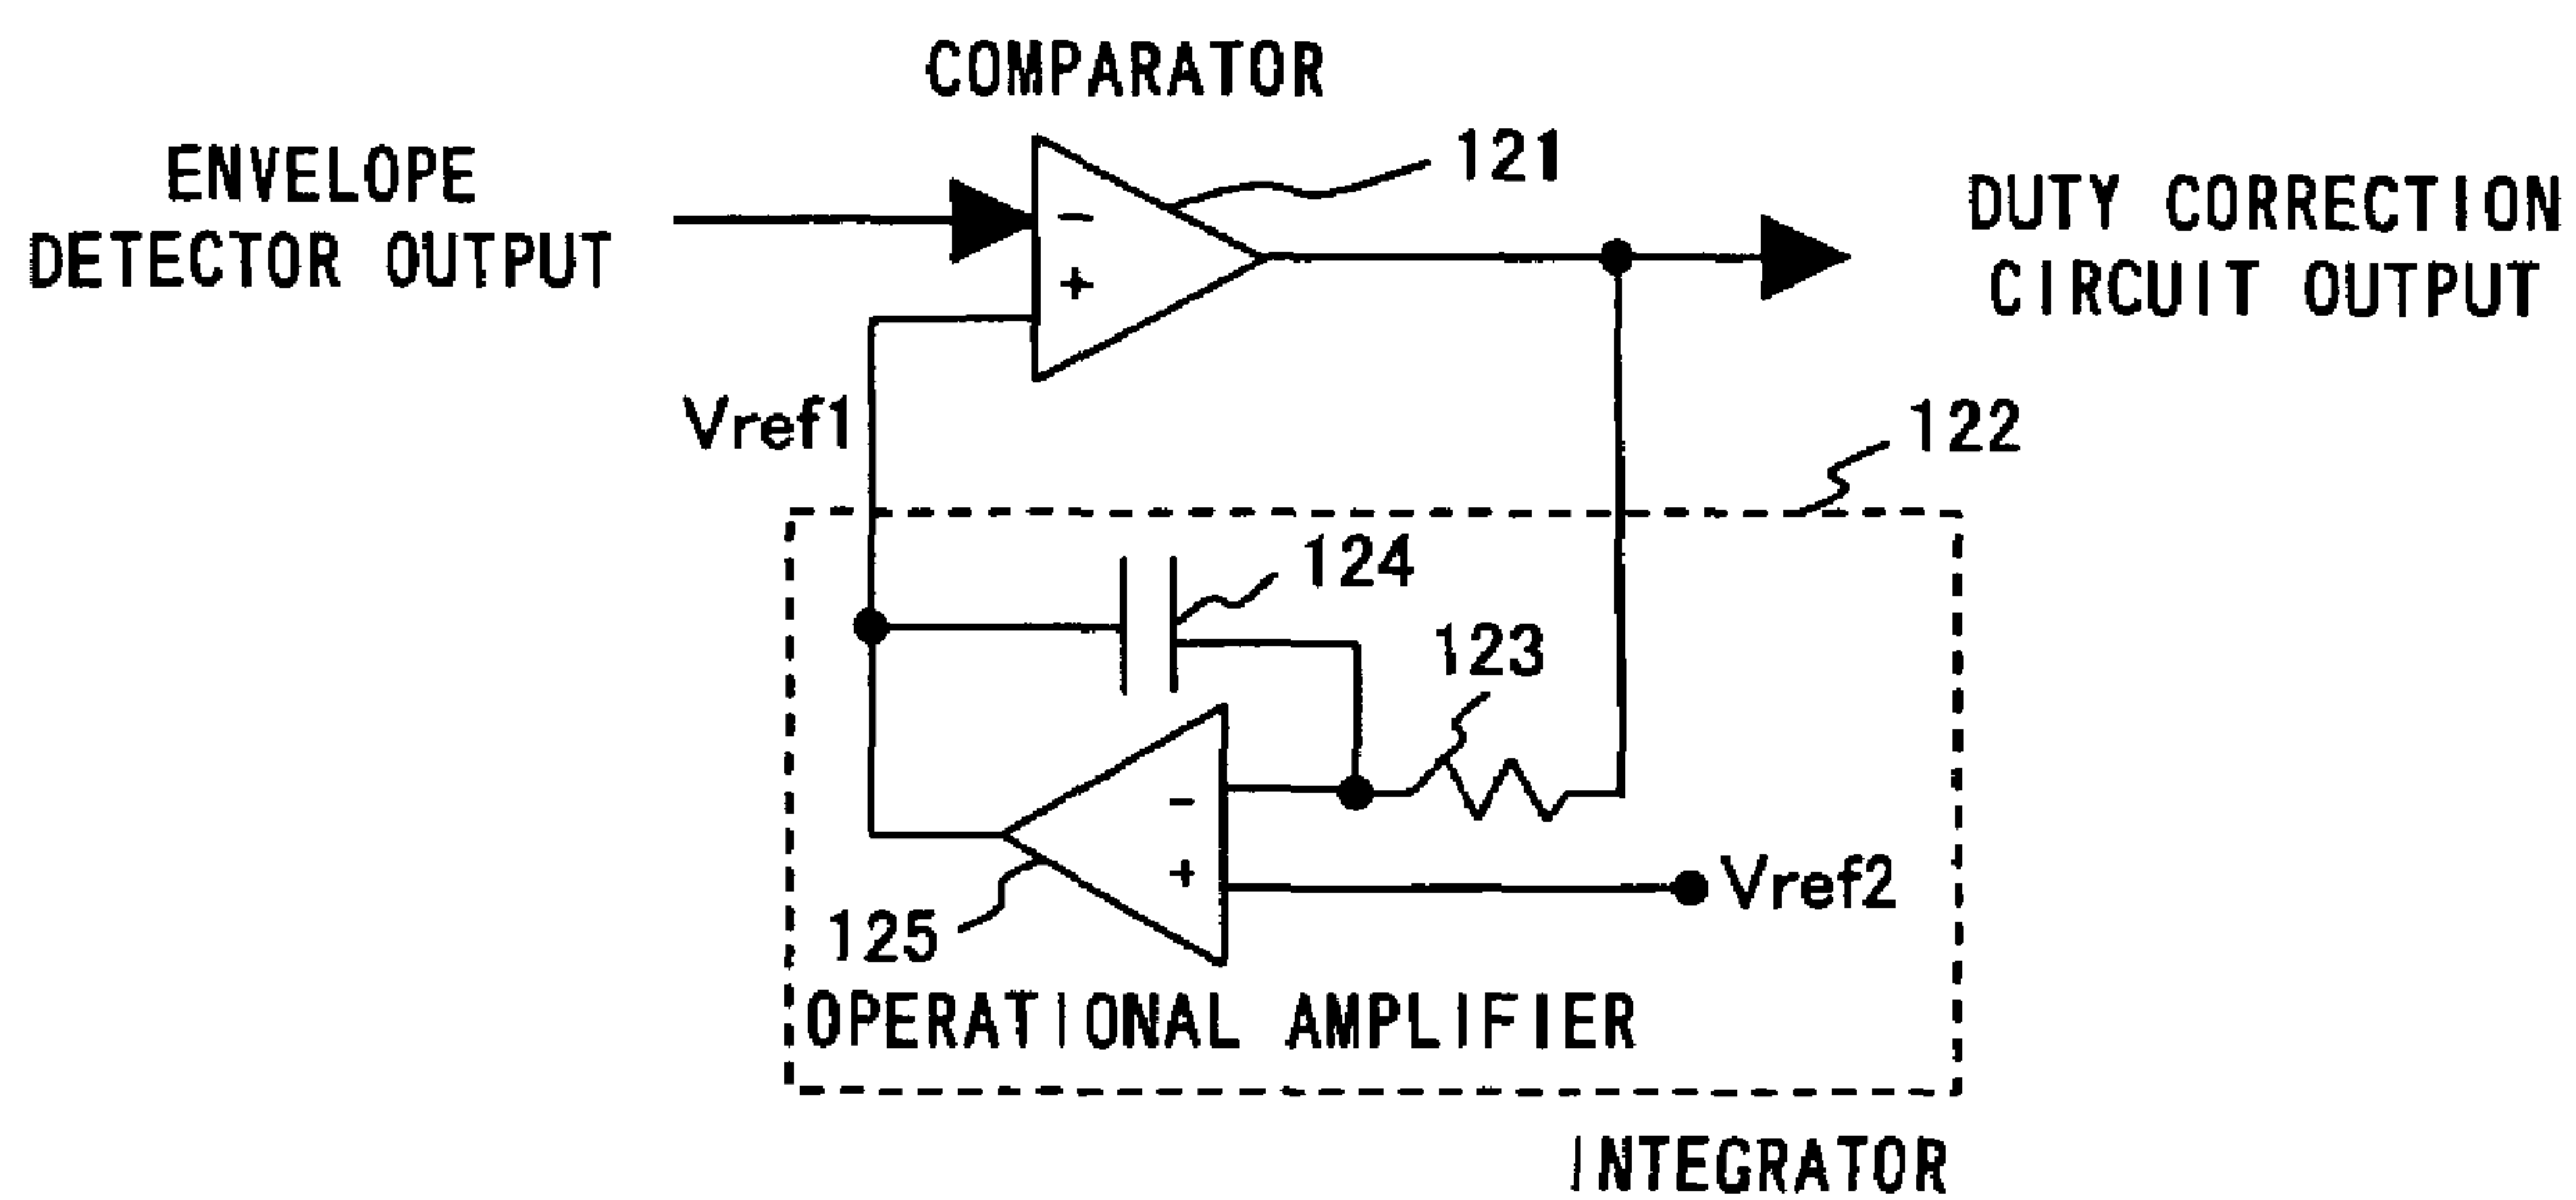 COMPARATOR
ENVELOPE
DETECTOR OUTPUT
-
+
121
DUTY CORRECTION
CIRCUIT OUTPUT
Vref1
122
124
123
-
+
Vref2
125
OPERATIONAL AMPLIFIER
INTEGRATOR